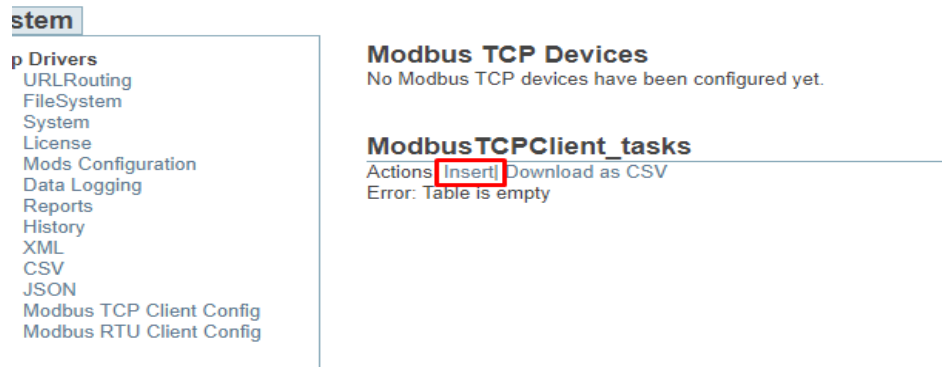 stem
p Drivers
URLRouting
FileSystem
System
License
Mods Configuration
Data Logging
Reports
History
XML
CSV
JSON
Modbus TCP Client Config
Modbus RTU Client Config
Modbus TCP Devices
No Modbus TCP devices have been configured yet.
ModbusTCPClient_tasks
Actions Insert| Download as CSV
Error: Table is empty